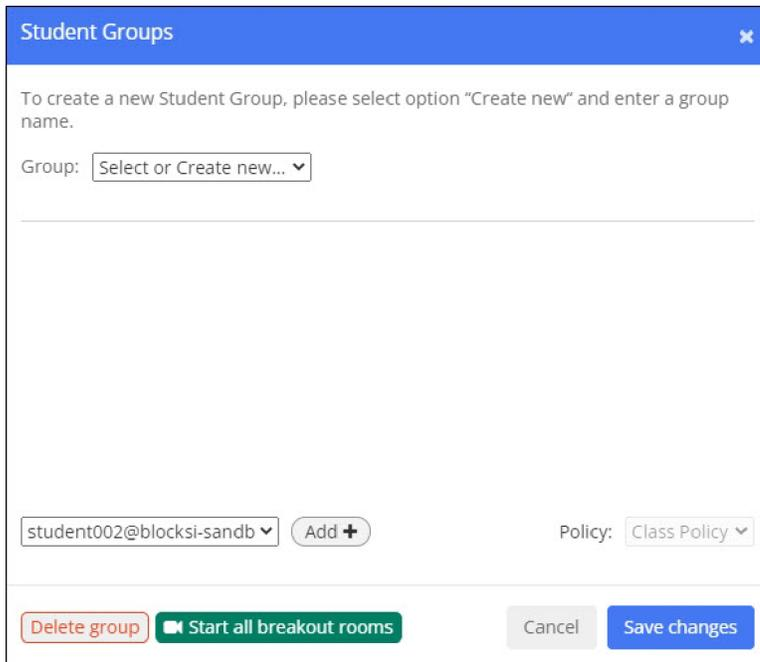 Student Groups
To create a new Student Group, please select option “Create new“ and enter a group
name.
Group: Select or Create new...
student002@blocksi-sandb Add + Policy: Class Policy
Delete group Start all breakout rooms Cancel Save changes